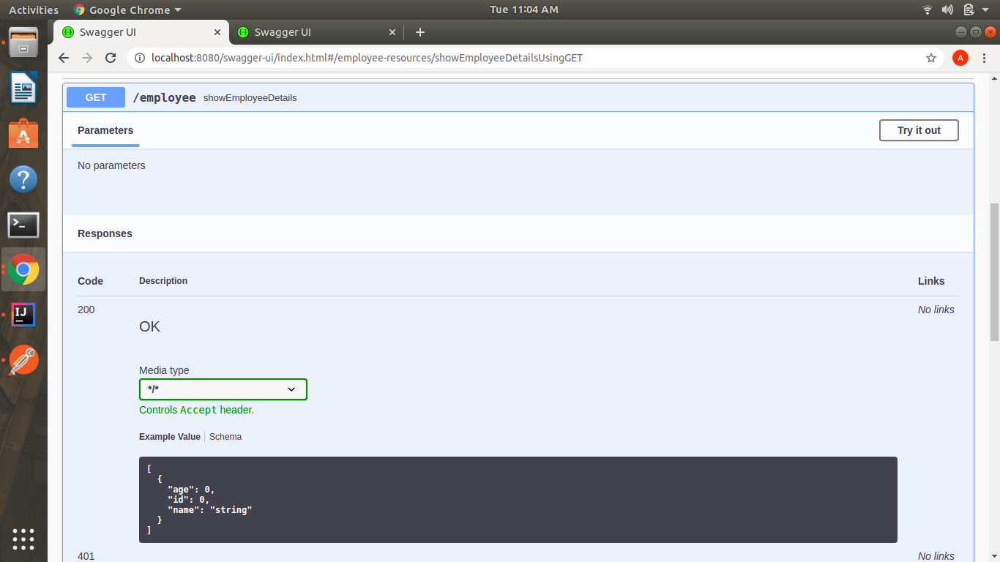 Activities Google Chrome Tue 11:04 AM
Swagger UI Swagger UI
localhost:8080/swagger-ui/index.html#/employee-resources/showEmployeeDetailsUsingGET A
GET /employee showEmployeeDetails
Parameters Try it out
No parameters
Responses
Code Description Links
200 No links
OK
Media type
*/*
Controls Accept header.
Example Value Schema
[
{
"age": 0,
"id": 0,
"name": "string"
}
]
401 No links
IJ